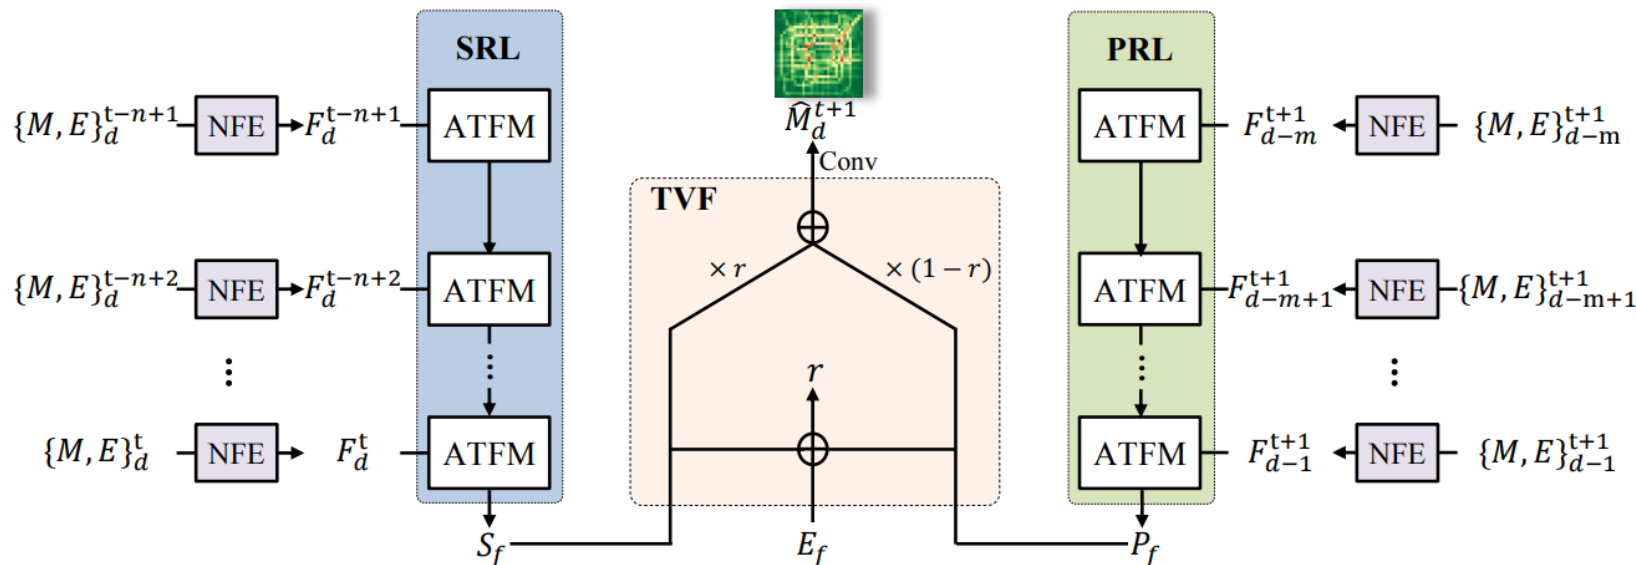 SRL
PRL
{M, E}_d^{t−n+1}
NFE
F_d^{t−n+1}
ATFM
M̂_d^{t+1}
Conv
ATFM
F_{d−m}^{t+1}
NFE
{M, E}_{d−m}^{t+1}
TVF
{M, E}_d^{t−n+2}
NFE
F_d^{t−n+2}
ATFM
× r
× (1 − r)
ATFM
F_{d−m+1}^{t+1}
NFE
{M, E}_{d−m+1}^{t+1}
⋮
⋮
r
⋮
⋮
{M, E}_d^t
NFE
F_d^t
ATFM
ATFM
F_{d−1}^{t+1}
NFE
{M, E}_{d−1}^{t+1}
S_f
E_f
P_f